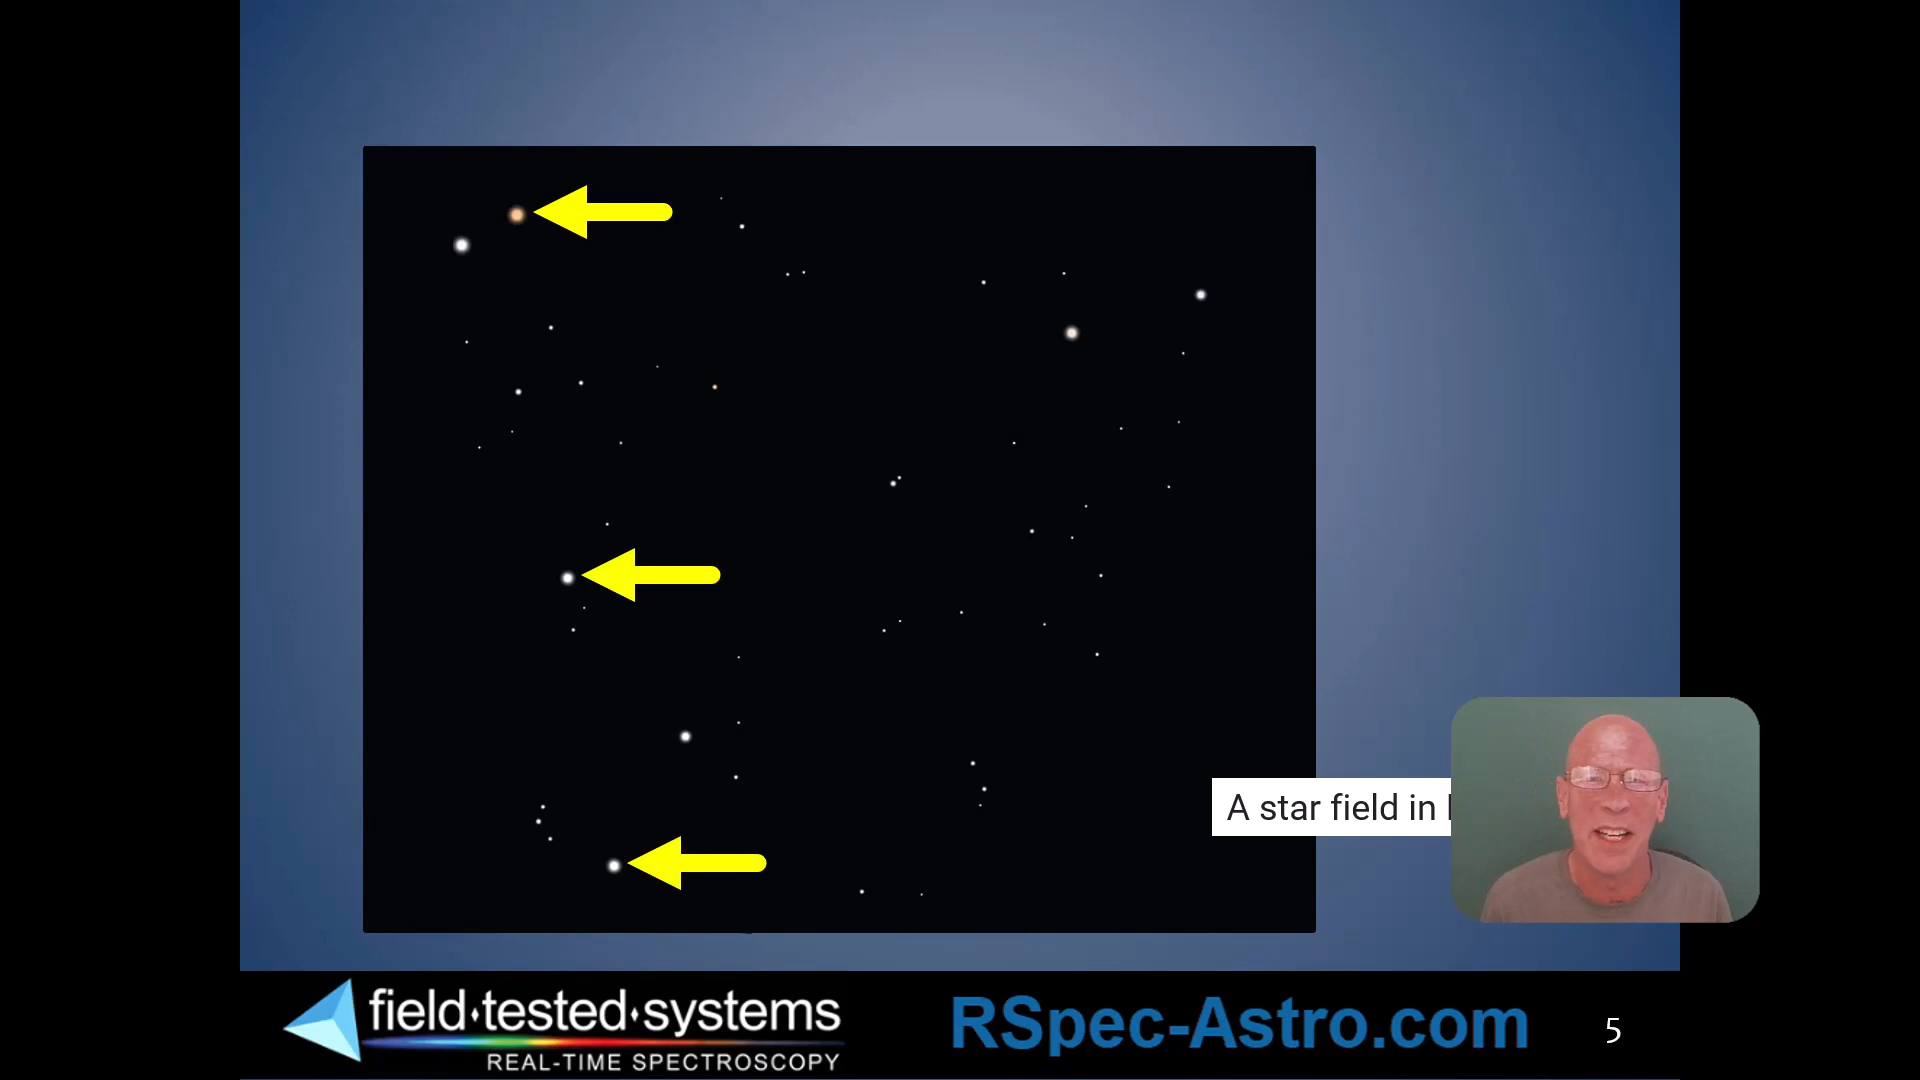 A star field in
field·tested·systems
REAL-TIME SPECTROSCOPY
RSpec-Astro.com
5